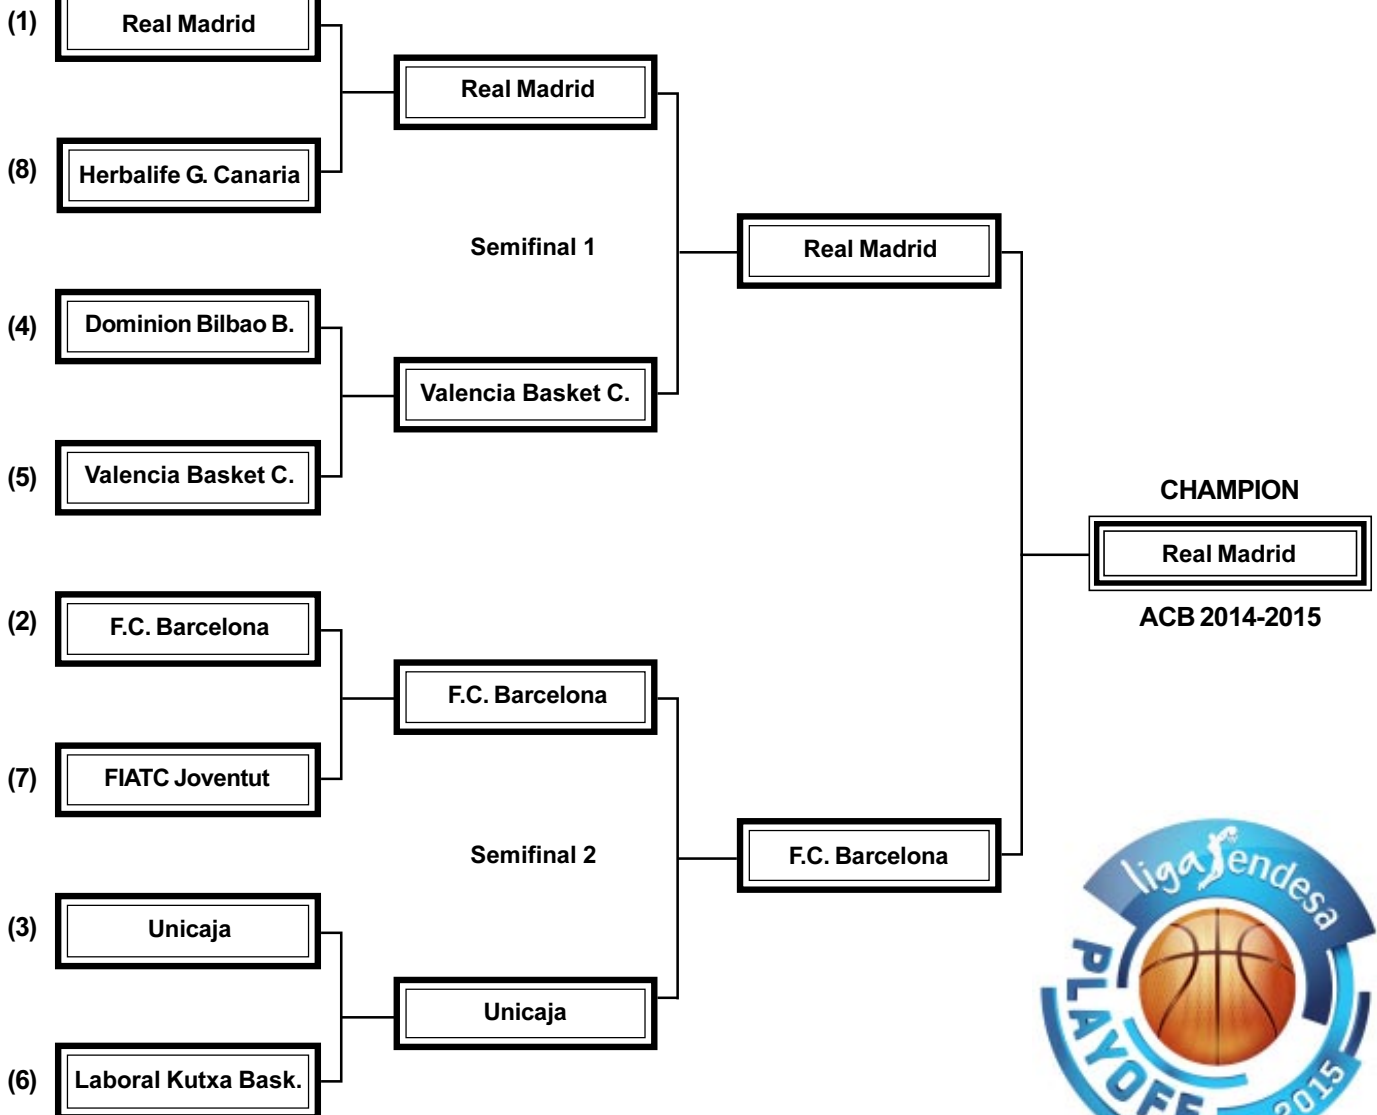 (1) Real Madrid
Real Madrid
(8) Herbalife G. Canaria
Semifinal 1
Real Madrid
(4) Dominion Bilbao B.
Valencia Basket C.
(5) Valencia Basket C.
CHAMPION
Real Madrid
ACB 2014-2015
(2) F.C. Barcelona
F.C. Barcelona
(7) FIATC Joventut
Semifinal 2
F.C. Barcelona
(3) Unicaja
Unicaja
(6) Laboral Kutxa Bask.
liga endesa
PLAYOFF
2015